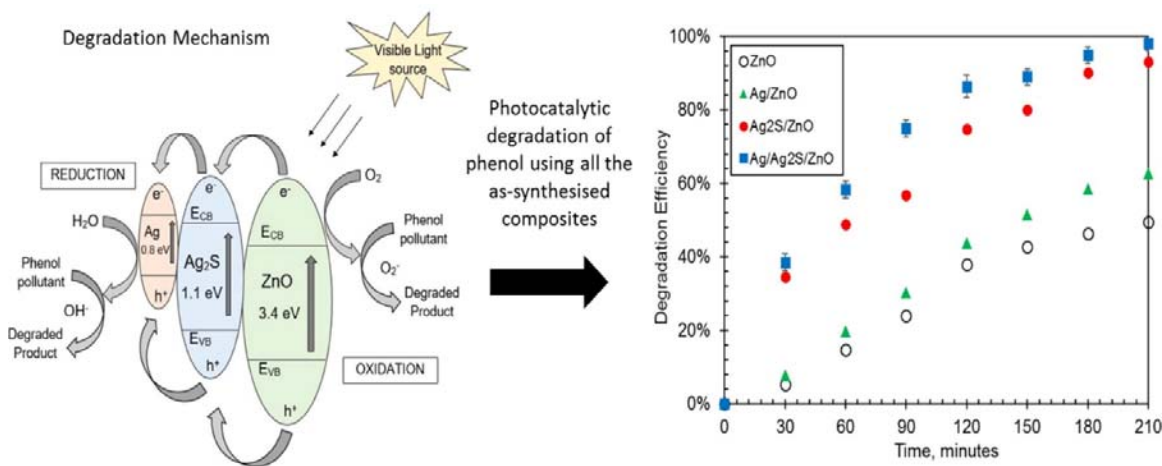 Degradation Mechanism
Visible Light
source
REDUCTION
H₂O
Phenol
pollutant
OH⁻
Degraded
Product
e⁻
Ag
0.8 eV
h⁺
e⁻
E_CB
Ag₂S
1.1 eV
E_VB
h⁺
e⁻
E_CB
ZnO
3.4 eV
E_VB
h⁺
O₂
Phenol
pollutant
O₂⁻
Degraded
Product
OXIDATION
Photocatalytic
degradation of
phenol using all the
as-synthesised
composites
Degradation Efficiency
100%
80%
60%
40%
20%
0%
ZnO
Ag/ZnO
Ag2S/ZnO
Ag/Ag2S/ZnO
0 30 60 90 120 150 180 210
Time, minutes